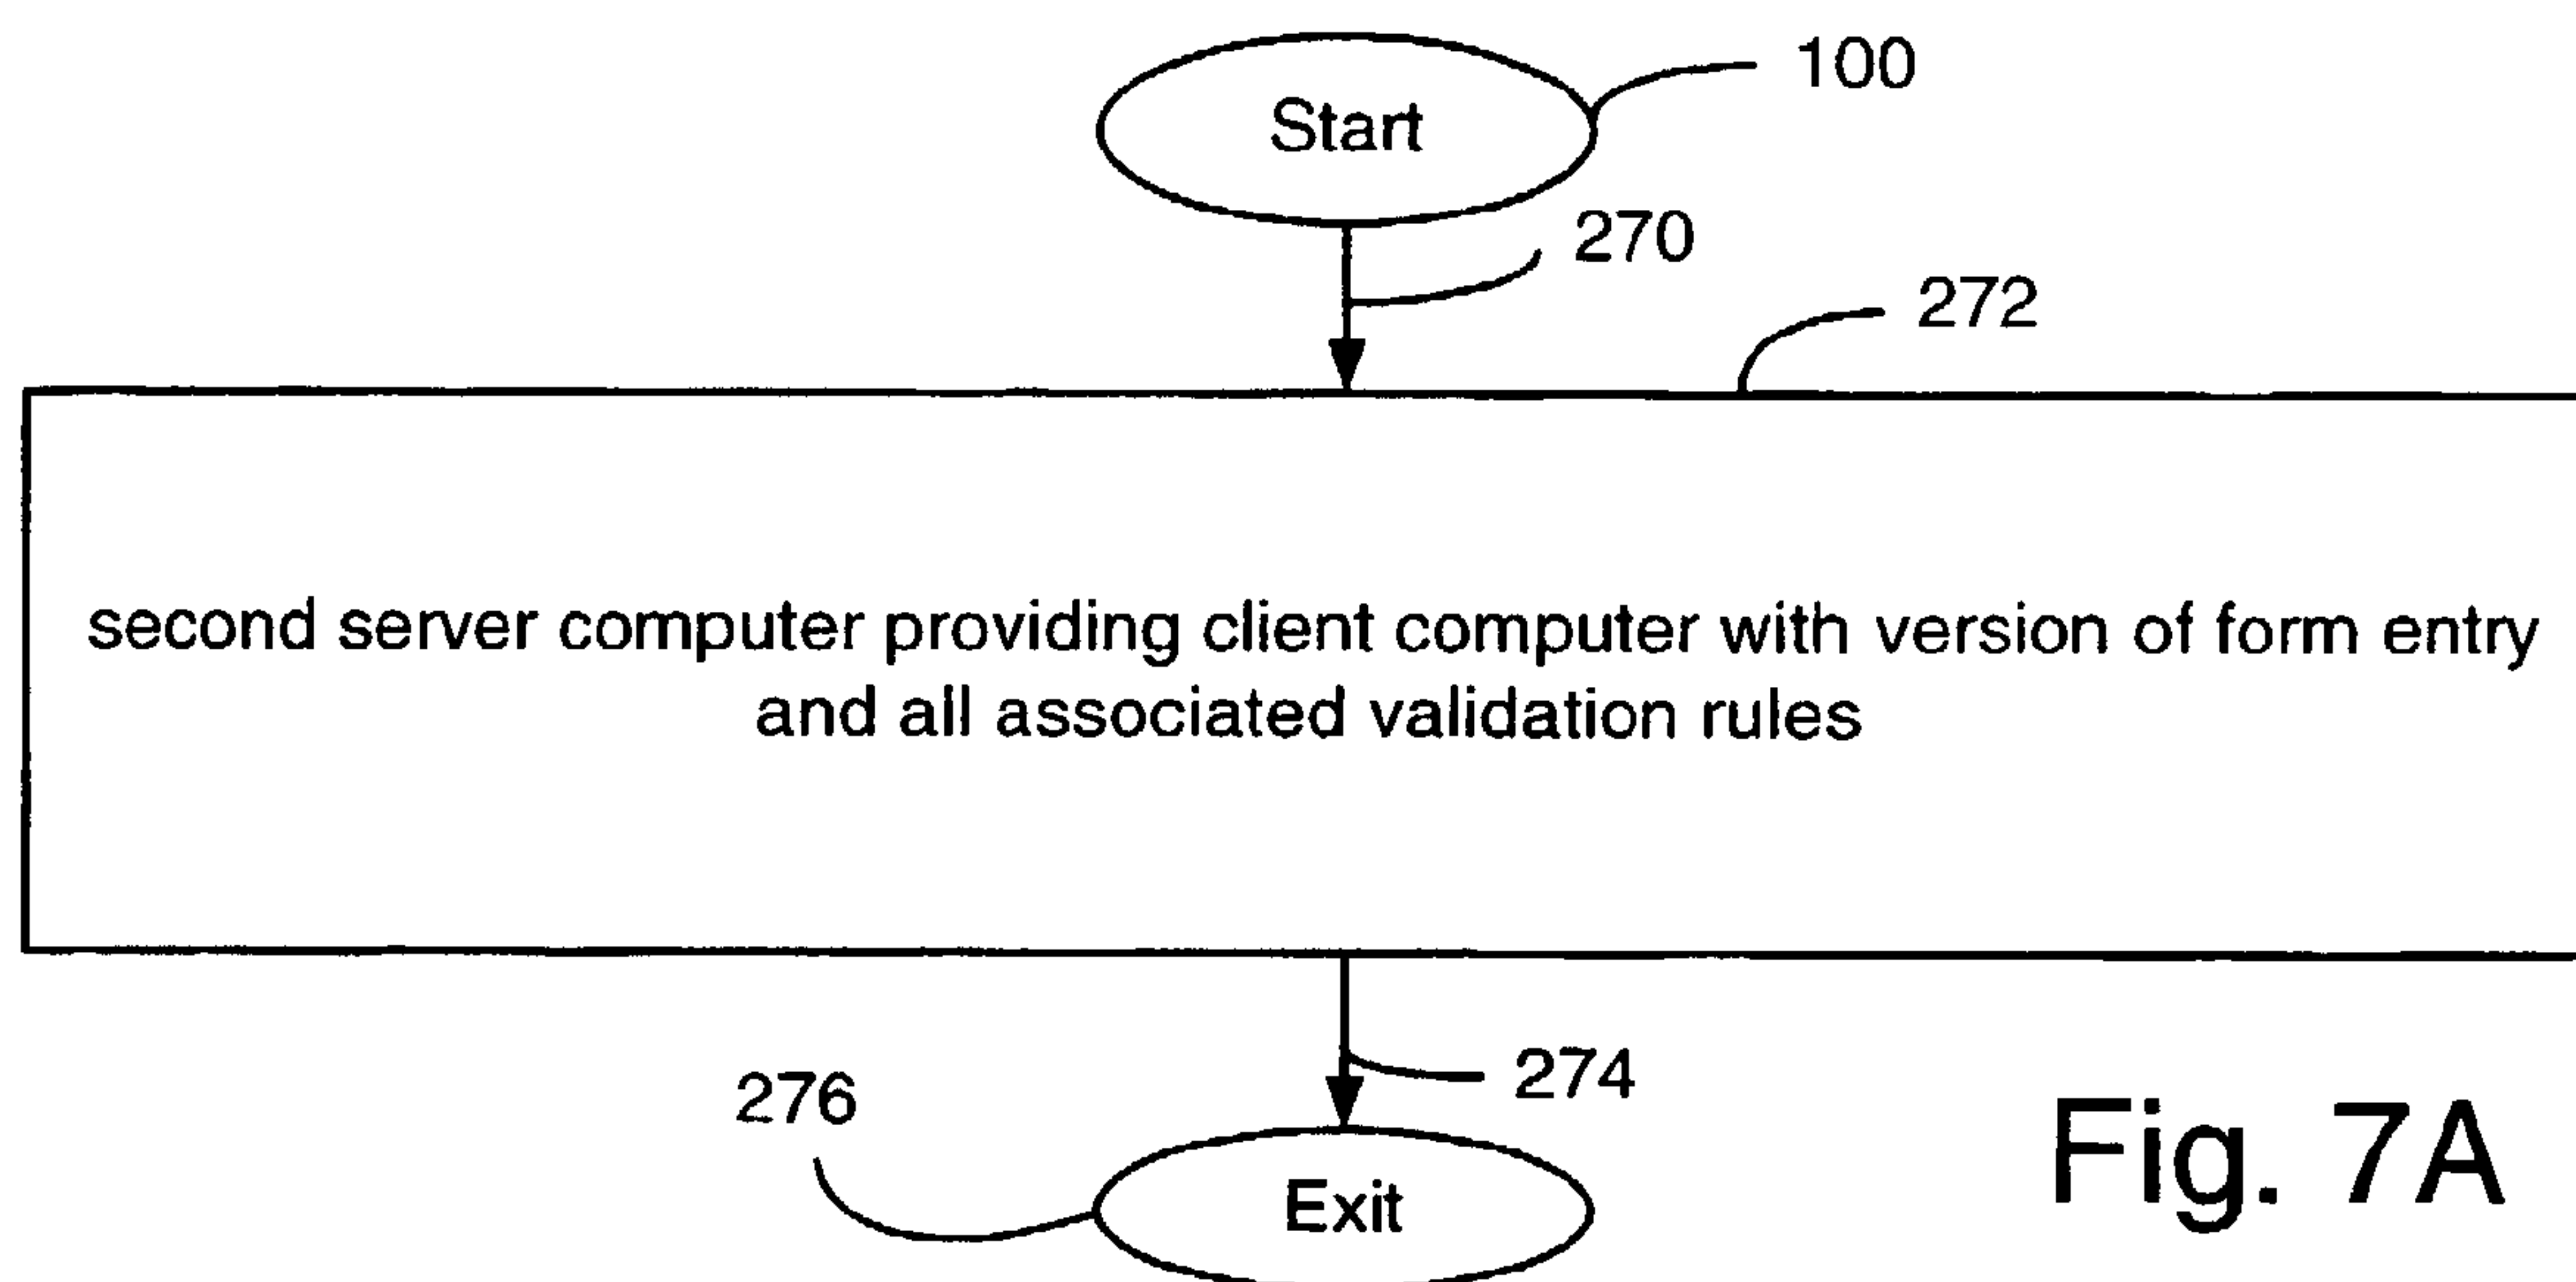 Start
100
270
272
second server computer providing client computer with version of form entry
and all associated validation rules
274
276
Exit
Fig. 7A